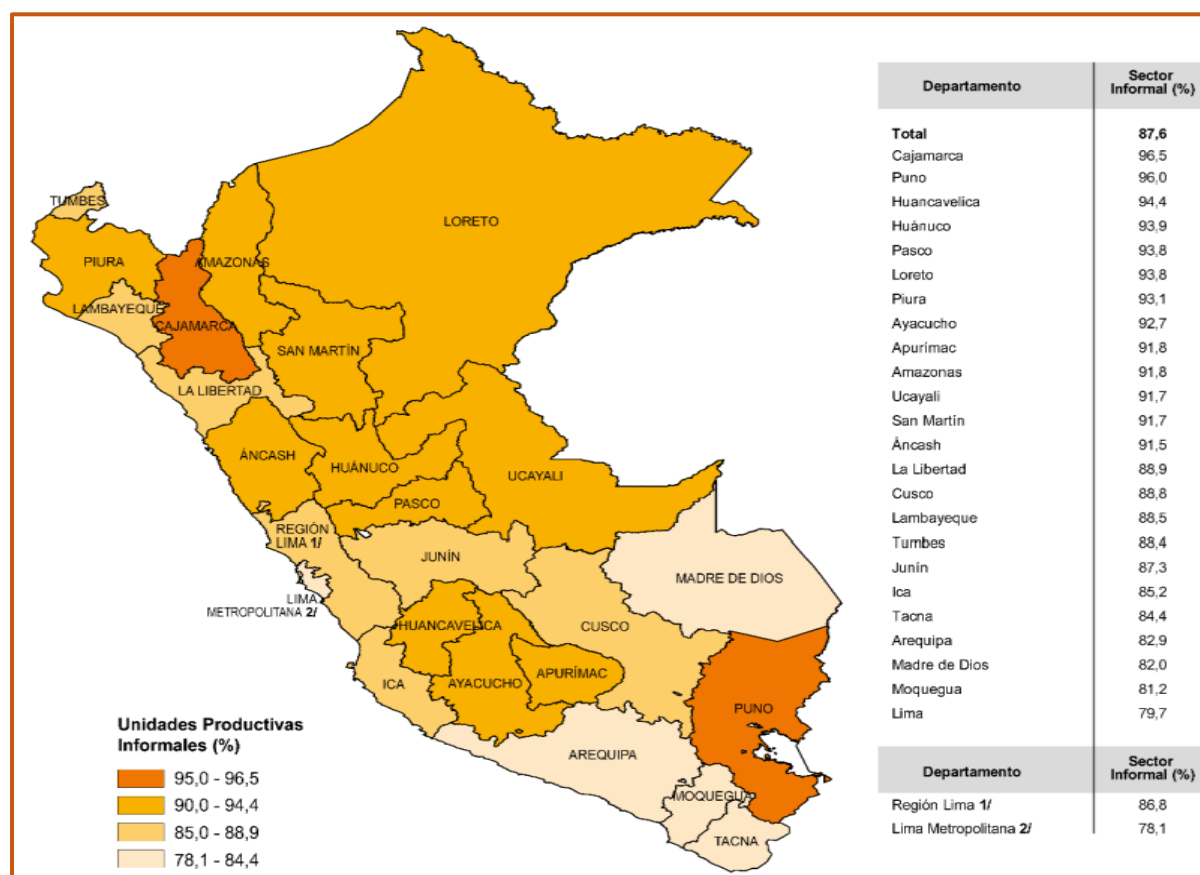 TUMBES
PIURA
LAMBAYEQUE
CAJAMARCA
AMAZONAS
LORETO
SAN MARTÍN
LA LIBERTAD
ÁNCASH
HUÁNUCO
UCAYALI
PASCO
REGIÓN
LIMA 1/
JUNÍN
MADRE DE DIOS
LIMA
METROPOLITANA 2/
HUANCAVELICA
CUSCO
ICA
AYACUCHO
APURÍMAC
PUNO
AREQUIPA
MOQUEGUA
TACNA
Unidades Productivas
Informales (%)
95,0 - 96,5
90,0 - 94,4
85,0 - 88,9
78,1 - 84,4
Departamento Sector
Informal (%)
Total 87,6
Cajamarca 96,5
Puno 96,0
Huancavelica 94,4
Huánuco 93,9
Pasco 93,8
Loreto 93,8
Piura 93,1
Ayacucho 92,7
Apurímac 91,8
Amazonas 91,8
Ucayali 91,7
San Martín 91,7
Áncash 91,5
La Libertad 88,9
Cusco 88,8
Lambayeque 88,5
Tumbes 88,4
Junín 87,3
Ica 85,2
Tacna 84,4
Arequipa 82,9
Madre de Dios 82,0
Moquegua 81,2
Lima 79,7
Departamento Sector
Informal (%)
Región Lima 1/ 86,8
Lima Metropolitana 2/ 78,1